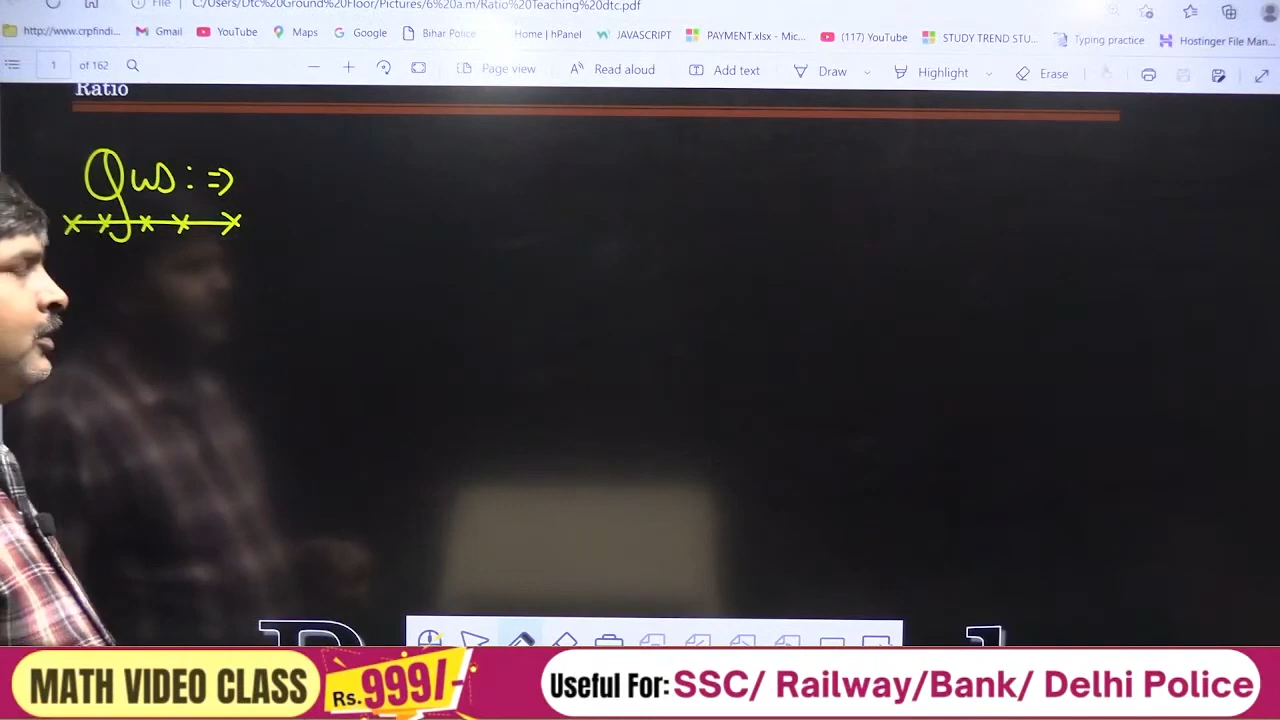 File C:/Users/Dtc%20Ground%20Floor/Pictures/6%20a.m/Ratio%20Teaching%20dtc.pdf
http://www.crpfindi... Gmail YouTube Maps Google Bihar Police Home | hPanel JAVASCRIPT PAYMENT.xlsx - Mic... (117) YouTube STUDY TREND STU... Typing practice Hostinger File Man...
1 of 162 Page view Read aloud Add text Draw Highlight Erase
Ratio
Qus : ⇒
MATH VIDEO CLASS Rs. 999/- Useful For: SSC/ Railway/Bank/ Delhi Police